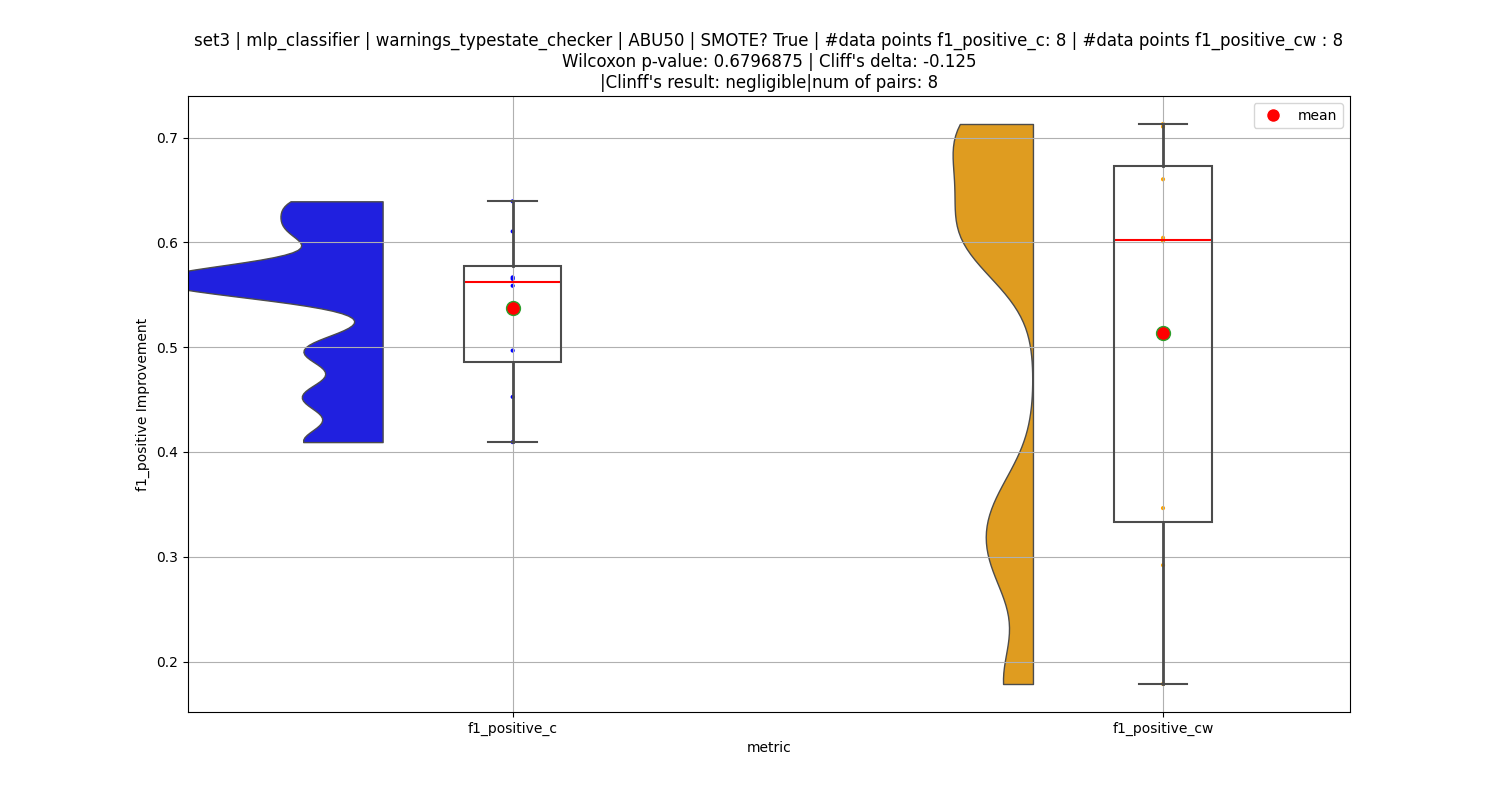 set3 | mlp_classifier | warnings_typestate_checker | ABU50 | SMOTE? True | #data points f1_positive_c: 8 | #data points f1_positive_cw : 8
Wilcoxon p-value: 0.6796875 | Cliff's delta: -0.125
|Clinff's result: negligible|num of pairs: 8
mean
0.7
0.6
0.5
0.4
0.3
0.2
f1_positive Improvement
f1_positive_c
f1_positive_cw
metric